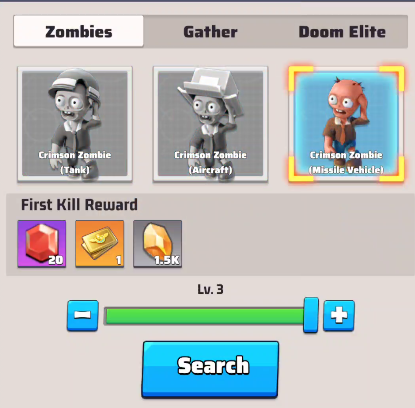 Zombies
Gather
Doom Elite
Crimson Zombie
(Tank)
Crimson Zombie
(Aircraft)
Crimson Zombie
(Missile Vehicle)
First Kill Reward
20
1
1.5K
Lv. 3
Search